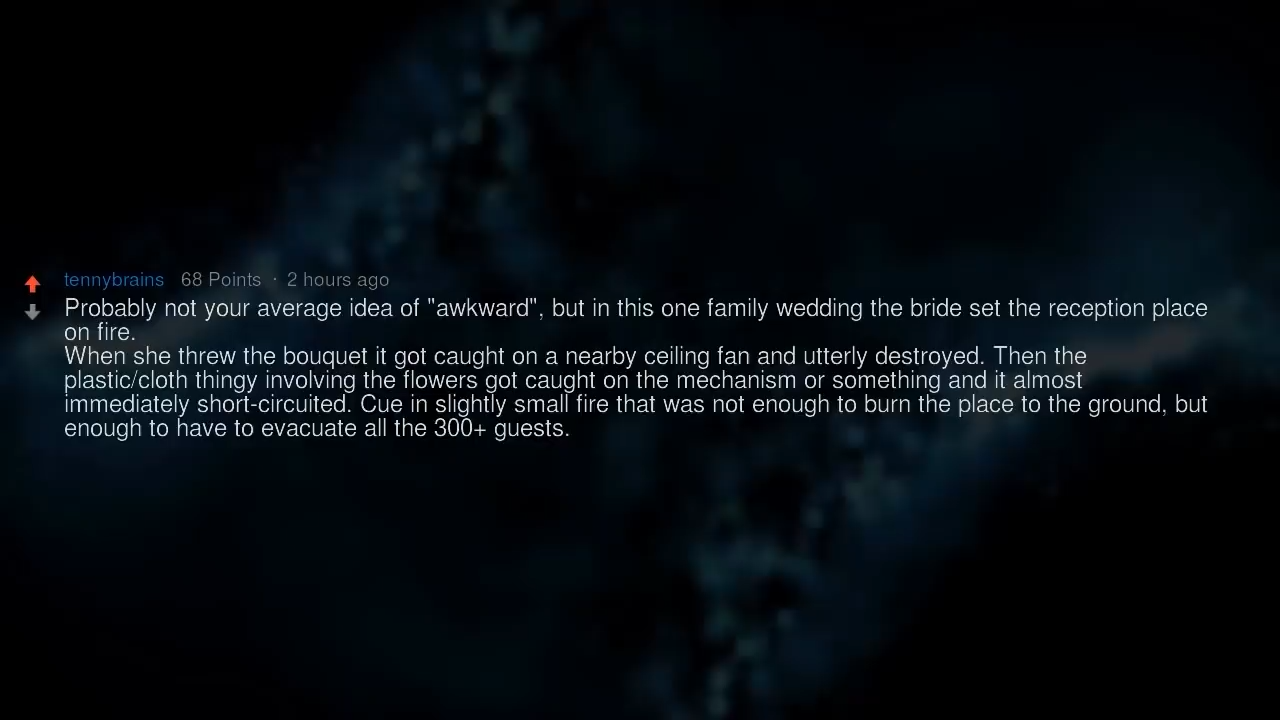 tennybrains 68 Points · 2 hours ago
Probably not your average idea of "awkward", but in this one family wedding the bride set the reception place
on fire.
When she threw the bouquet it got caught on a nearby ceiling fan and utterly destroyed. Then the
plastic/cloth thingy involving the flowers got caught on the mechanism or something and it almost
immediately short-circuited. Cue in slightly small fire that was not enough to burn the place to the ground, but
enough to have to evacuate all the 300+ guests.